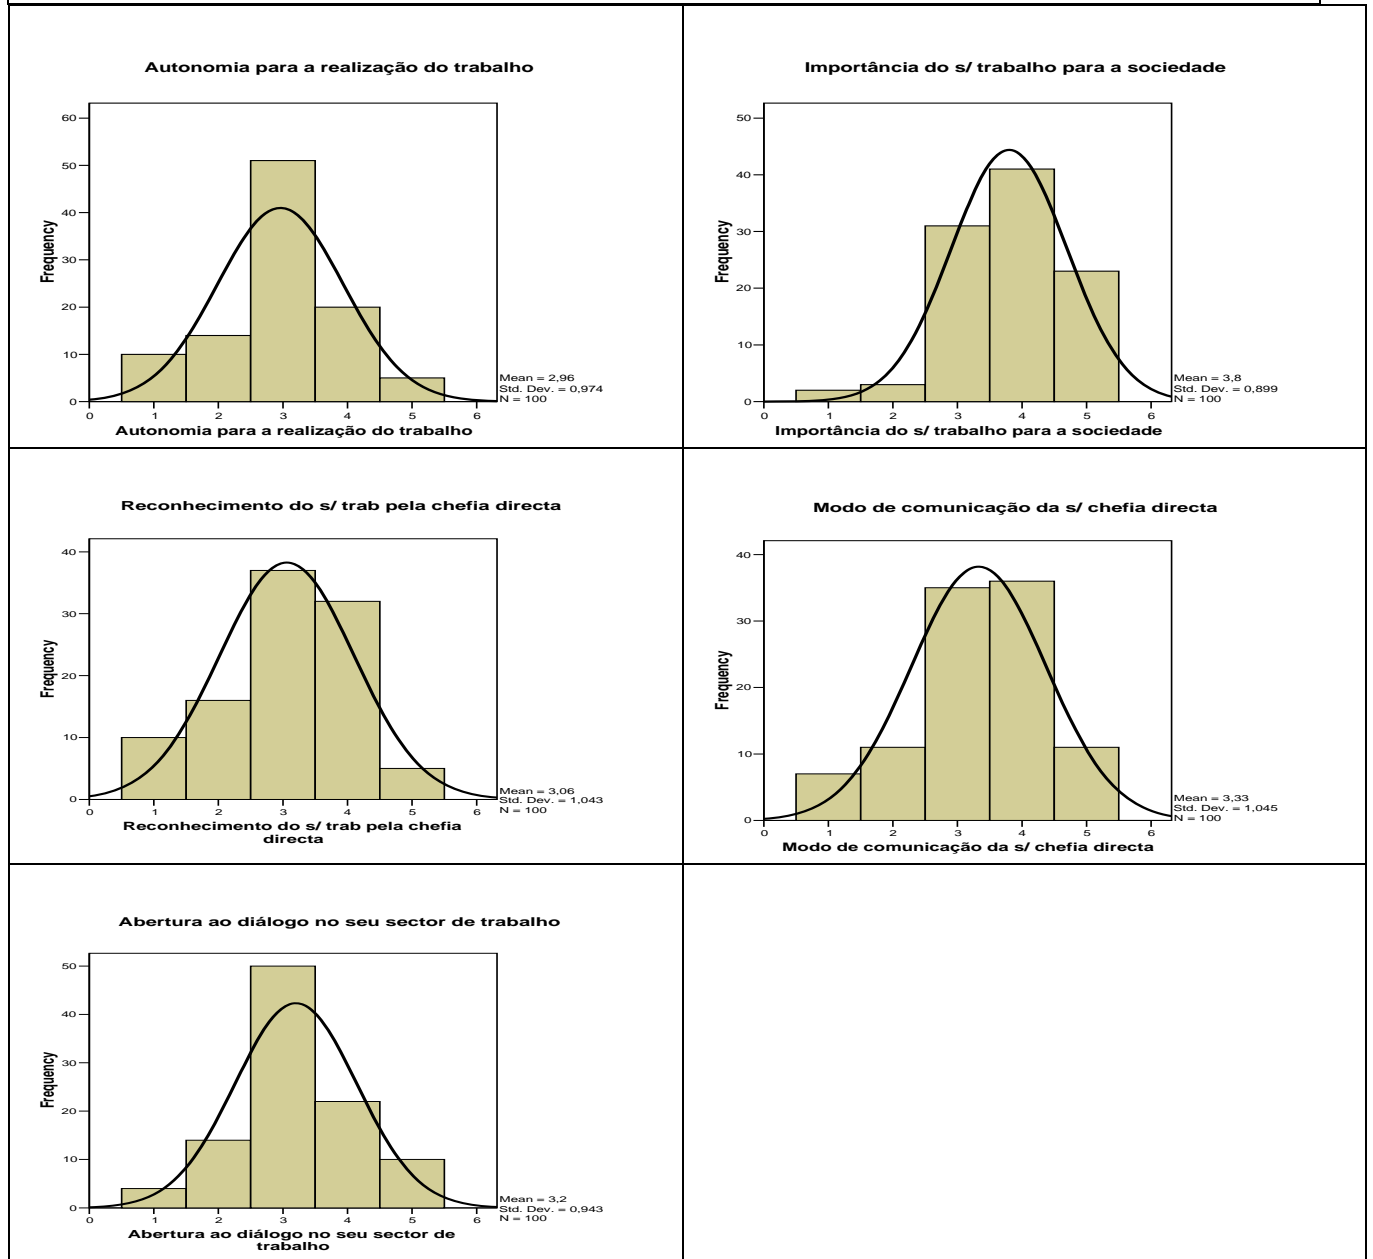 Autonomia para a realização do trabalho
60
50
40
30
20
10
0
Frequency
0 1 2 3 4 5 6
Autonomia para a realização do trabalho
Mean = 2,96
Std. Dev. = 0,974
N = 100
Importância do s/ trabalho para a sociedade
50
40
30
20
10
0
Frequency
0 1 2 3 4 5 6
Importância do s/ trabalho para a sociedade
Mean = 3,8
Std. Dev. = 0,899
N = 100
Reconhecimento do s/ trab pela chefia directa
40
30
20
10
0
Frequency
0 1 2 3 4 5 6
Reconhecimento do s/ trab pela chefia
directa
Mean = 3,06
Std. Dev. = 1,043
N = 100
Modo de comunicação da s/ chefia directa
40
30
20
10
0
Frequency
0 1 2 3 4 5 6
Modo de comunicação da s/ chefia directa
Mean = 3,33
Std. Dev. = 1,045
N = 100
Abertura ao diálogo no seu sector de trabalho
50
40
30
20
10
0
Frequency
0 1 2 3 4 5 6
Abertura ao diálogo no seu sector de
trabalho
Mean = 3,2
Std. Dev. = 0,943
N = 100